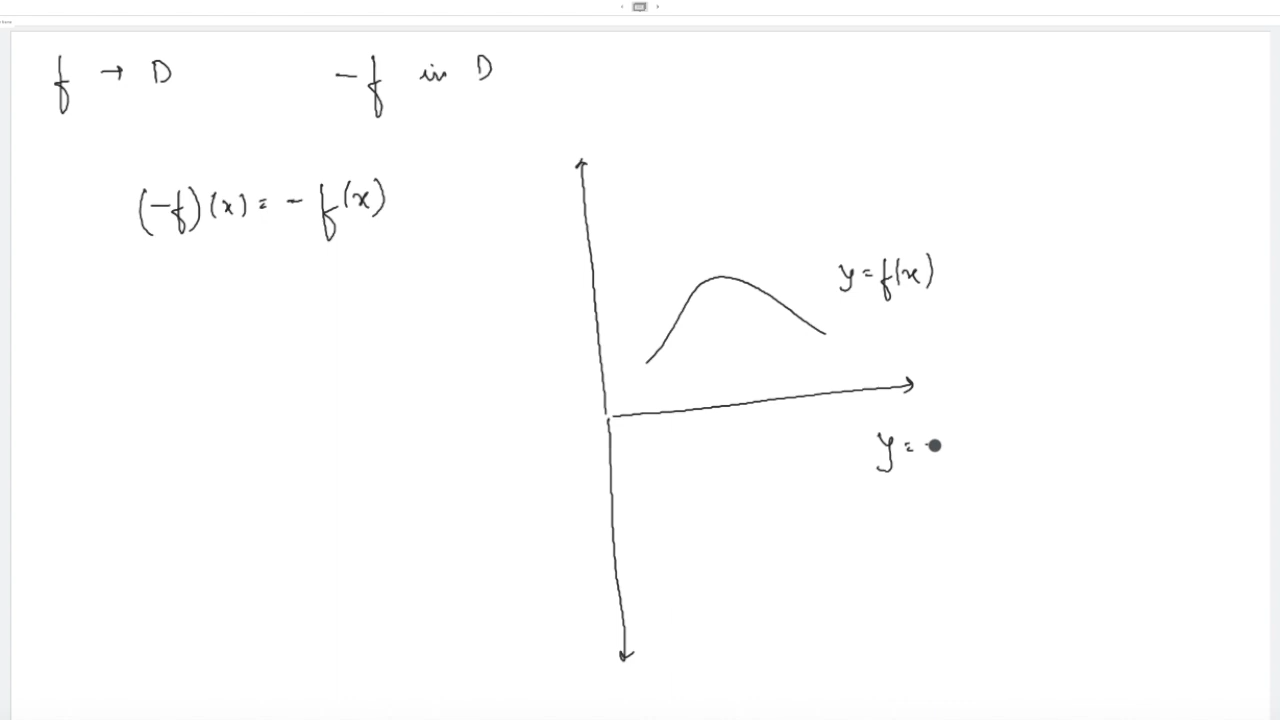 f → D -f in D
(-f)(x) = - f(x)
y = f(x)
y = -